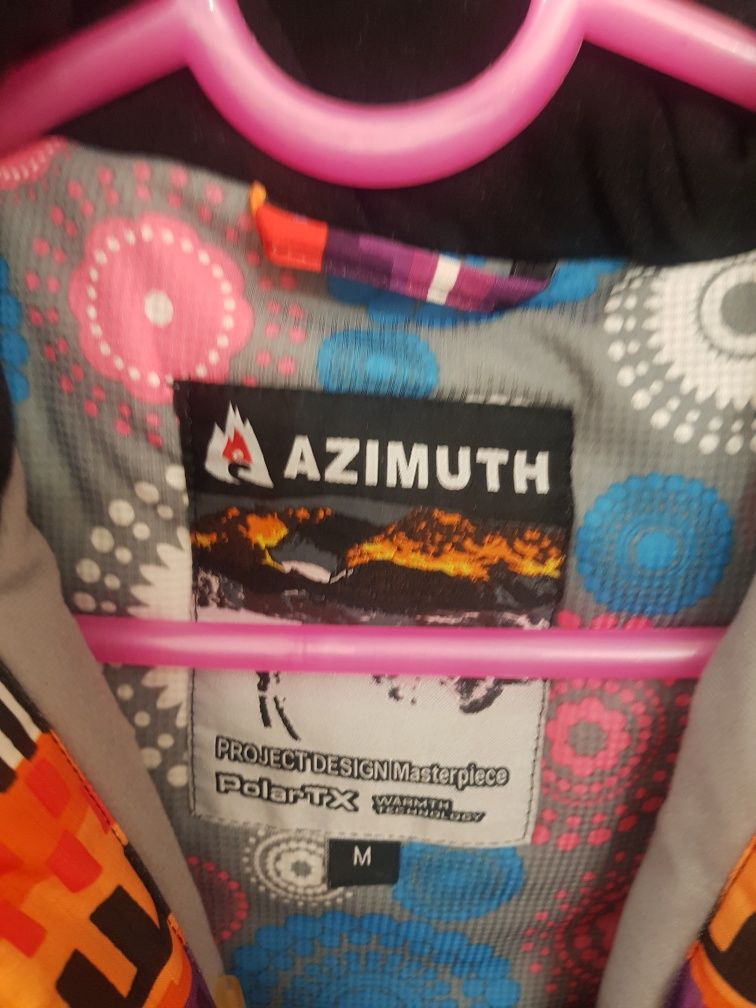 AZIMUTH
PROJECT DESIGN Masterpiece
PolarTX WARMTH
TECHNOLOGY
M